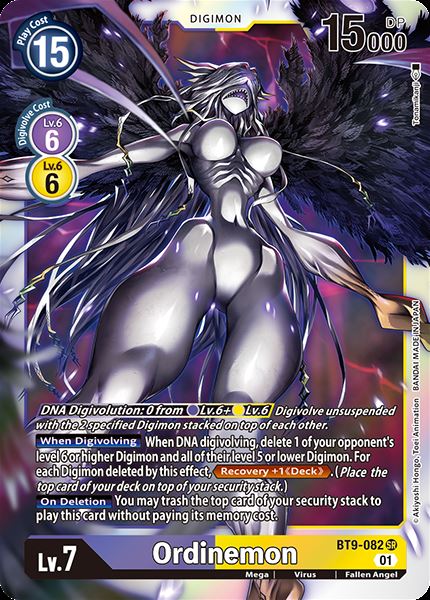 Play Cost
15
DIGIMON
15000
DP
Digivolve Cost
Lv.6
6
Lv.6
6
Tonamikanji
DNA Digivolution: 0 from Lv.6+ Lv.6 Digivolve unsuspended
with the 2 specified Digimon stacked on top of each other.
When Digivolving When DNA digivolving, delete 1 of your opponent's
level 6 or higher Digimon and all of their level 5 or lower Digimon. For
each Digimon deleted by this effect, Recovery +1《Deck》. (Place the
top card of your deck on top of your security stack.)
On Deletion You may trash the top card of your security stack to
play this card without paying its memory cost.
©Akiyoshi Hongo, Toei Animation BANDAI MADE IN JAPAN
Lv.7
Ordinemon
BT9-082 SR
01
Mega | Virus | Fallen Angel